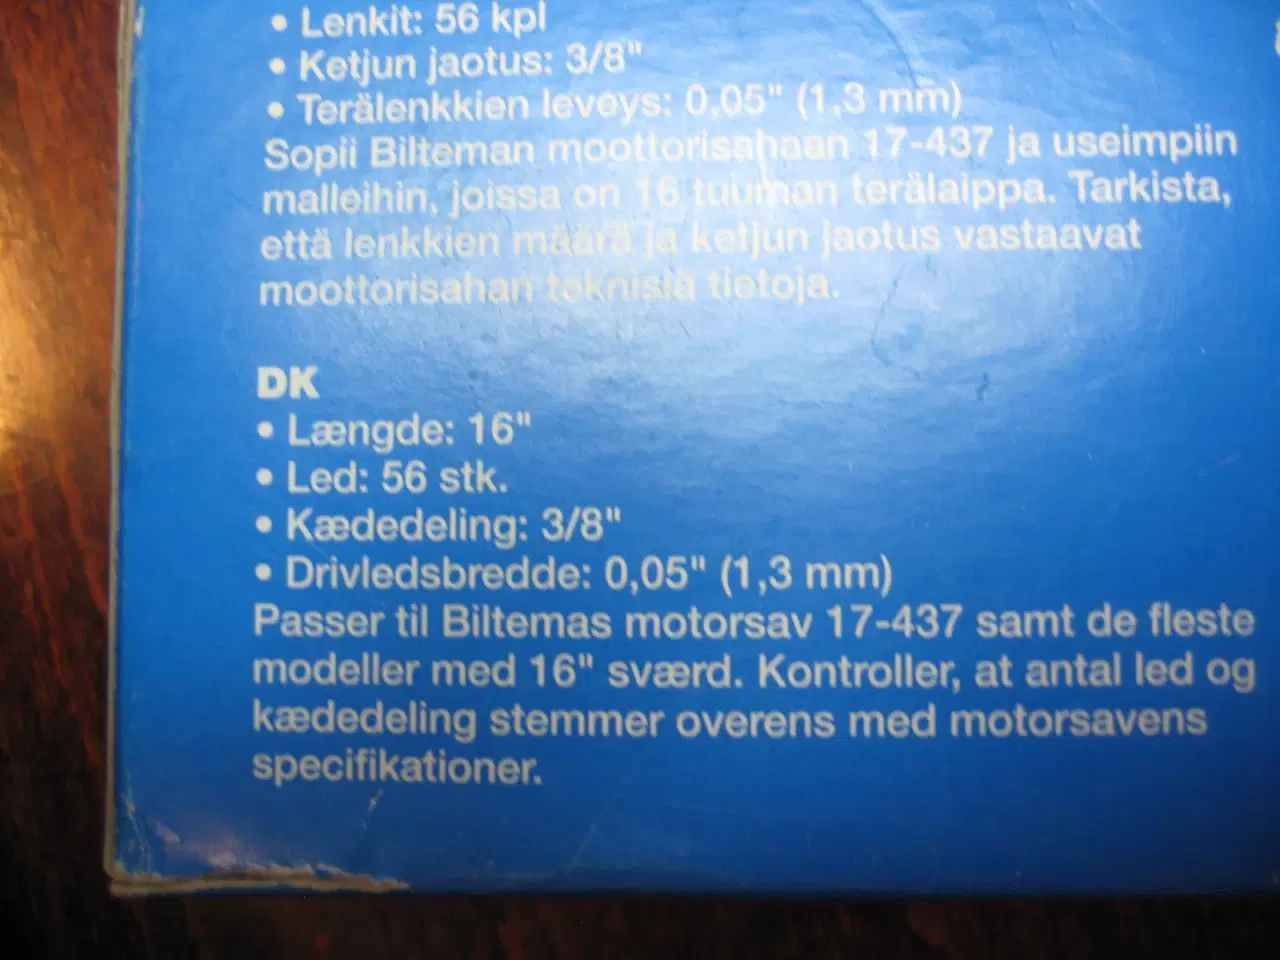 • Lenkit: 56 kpl
• Ketjun jaotus: 3/8"
• Terälenkkien leveys: 0,05" (1,3 mm)
Sopii Bilteman moottorisahaan 17-437 ja useimpiin
malleihin, joissa on 16 tuuman terälaippa. Tarkista,
että lenkkien määrä ja ketjun jaotus vastaavat
moottorisahan teknisiä tietoja.
DK
• Længde: 16"
• Led: 56 stk.
• Kædedeling: 3/8"
• Drivledsbredde: 0,05" (1,3 mm)
Passer til Biltemas motorsav 17-437 samt de fleste
modeller med 16" sværd. Kontroller, at antal led og
kædedeling stemmer overens med motorsavens
specifikationer.